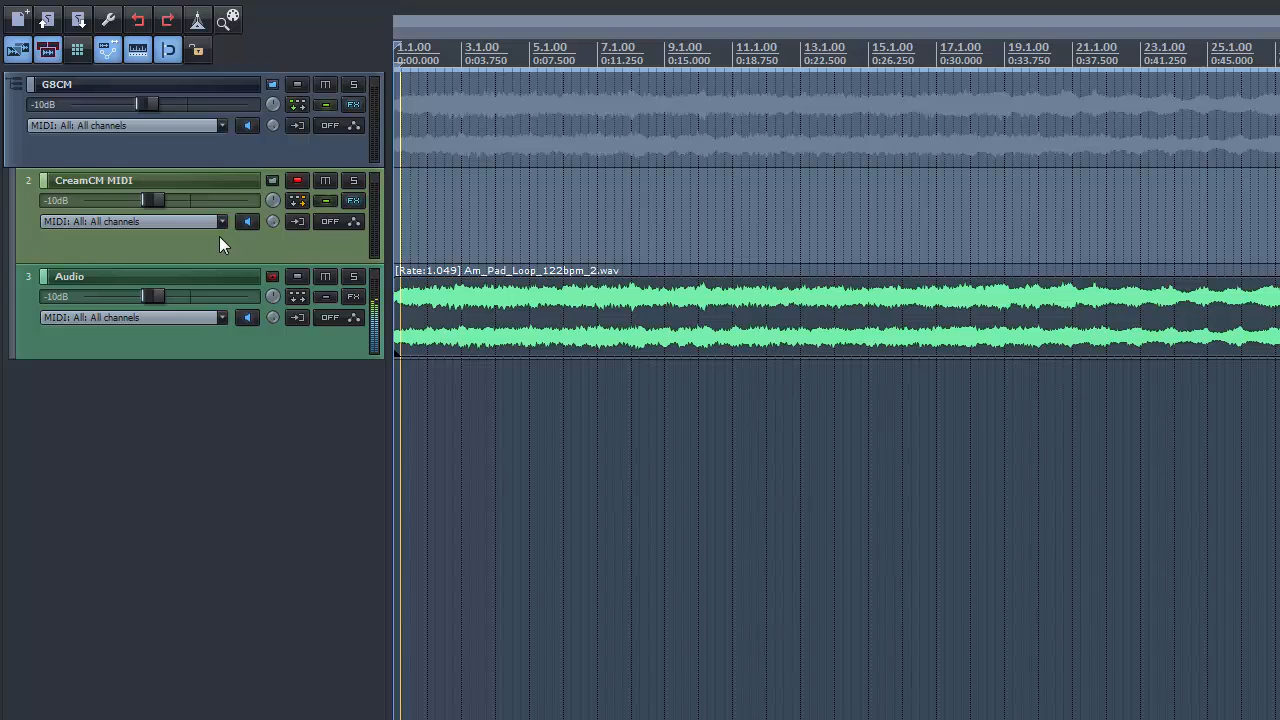 1.1.00 3.1.00 5.1.00 7.1.00 9.1.00 11.1.00 13.1.00 15.1.00 17.1.00 19.1.00 21.1.00 23.1.00 25.1.00
0:00.000 0:03.750 0:07.500 0:11.250 0:15.000 0:18.750 0:22.500 0:26.250 0:30.000 0:33.750 0:37.500 0:41.250 0:45.000
G8CM M S
-10dB FX
MIDI: All: All channels OFF
2 CreamCM MIDI M S
-10dB FX
MIDI: All: All channels OFF
[Rate:1.049] Am_Pad_Loop_122bpm_2.wav
3 Audio M S
-10dB FX
MIDI: All: All channels OFF